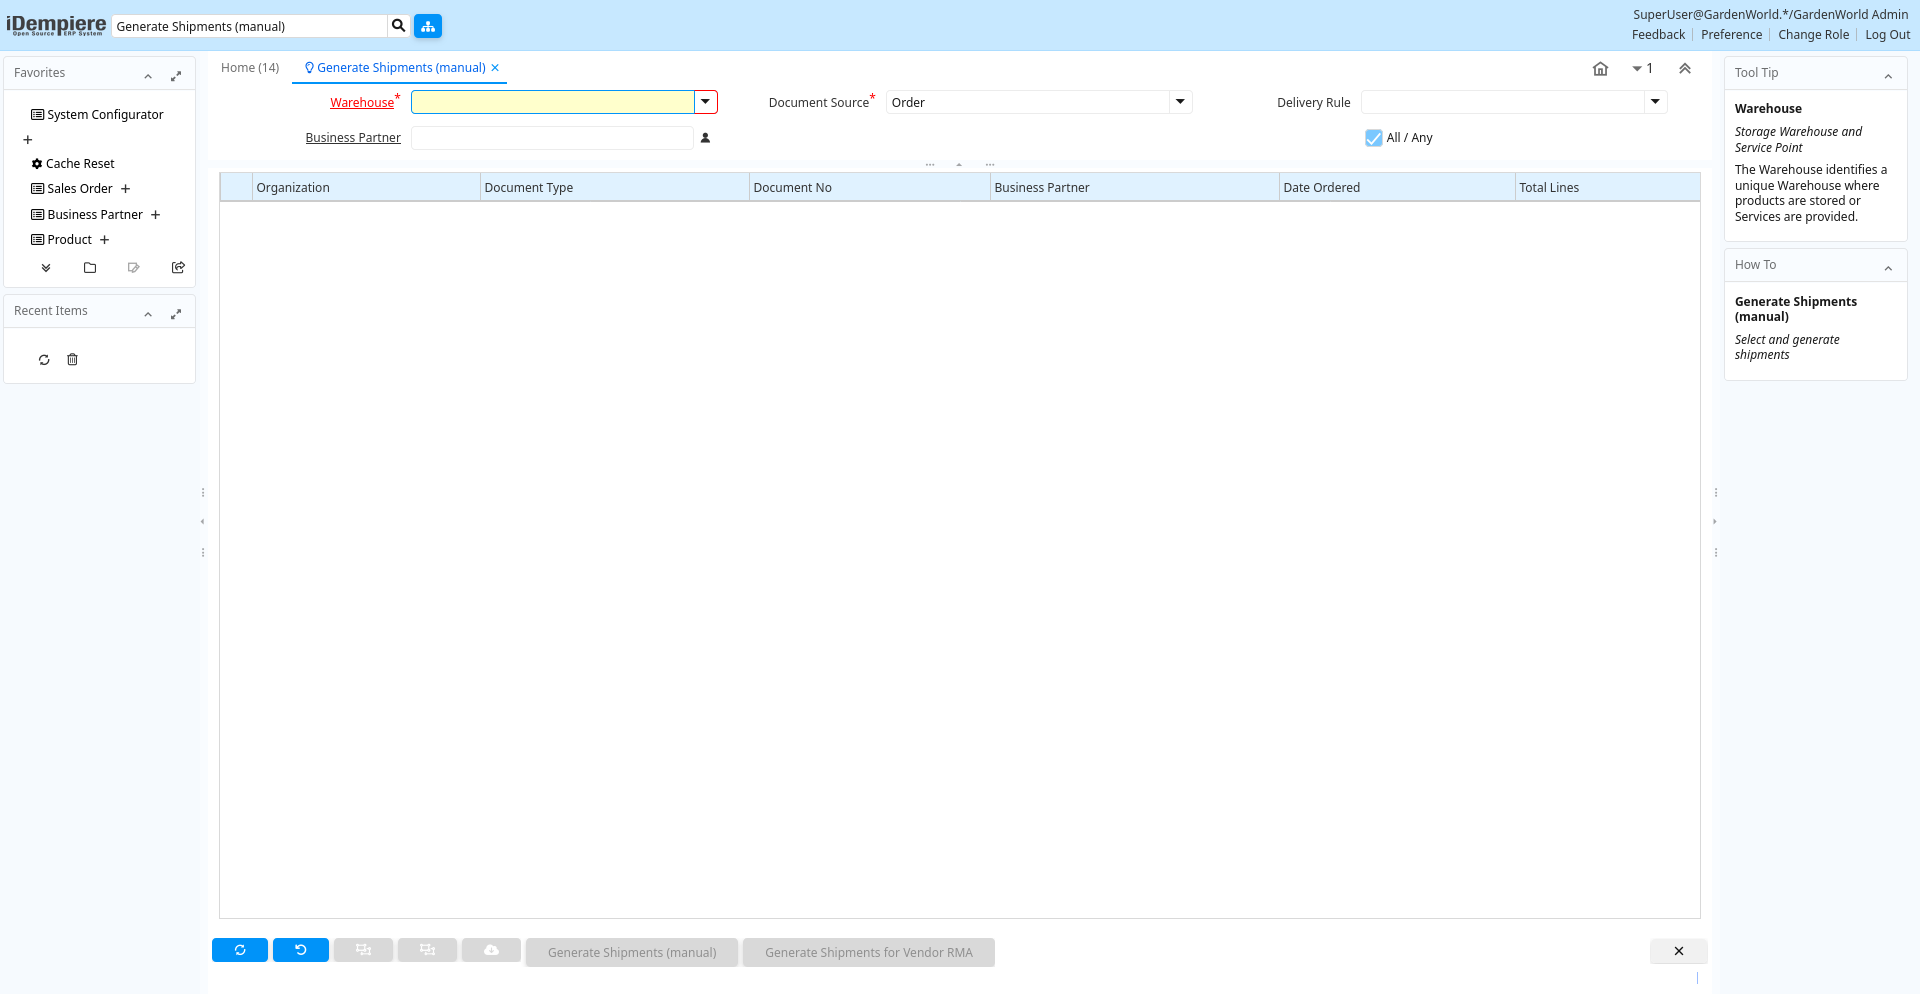 iDempiere
Open Source ERP System
Generate Shipments (manual)
SuperUser@GardenWorld.*/GardenWorld Admin
Feedback
Preference
Change Role
Log Out
Favorites
System Configurator
Cache Reset
Sales Order
Business Partner
Product
Recent Items
Home (14)
Generate Shipments (manual)
1
Warehouse*
Document Source*
Order
Delivery Rule
Business Partner
All / Any
Organization
Document Type
Document No
Business Partner
Date Ordered
Total Lines
Generate Shipments (manual)
Generate Shipments for Vendor RMA
Tool Tip
Warehouse
Storage Warehouse and
Service Point
The Warehouse identifies a
unique Warehouse where
products are stored or
Services are provided.
How To
Generate Shipments
(manual)
Select and generate
shipments